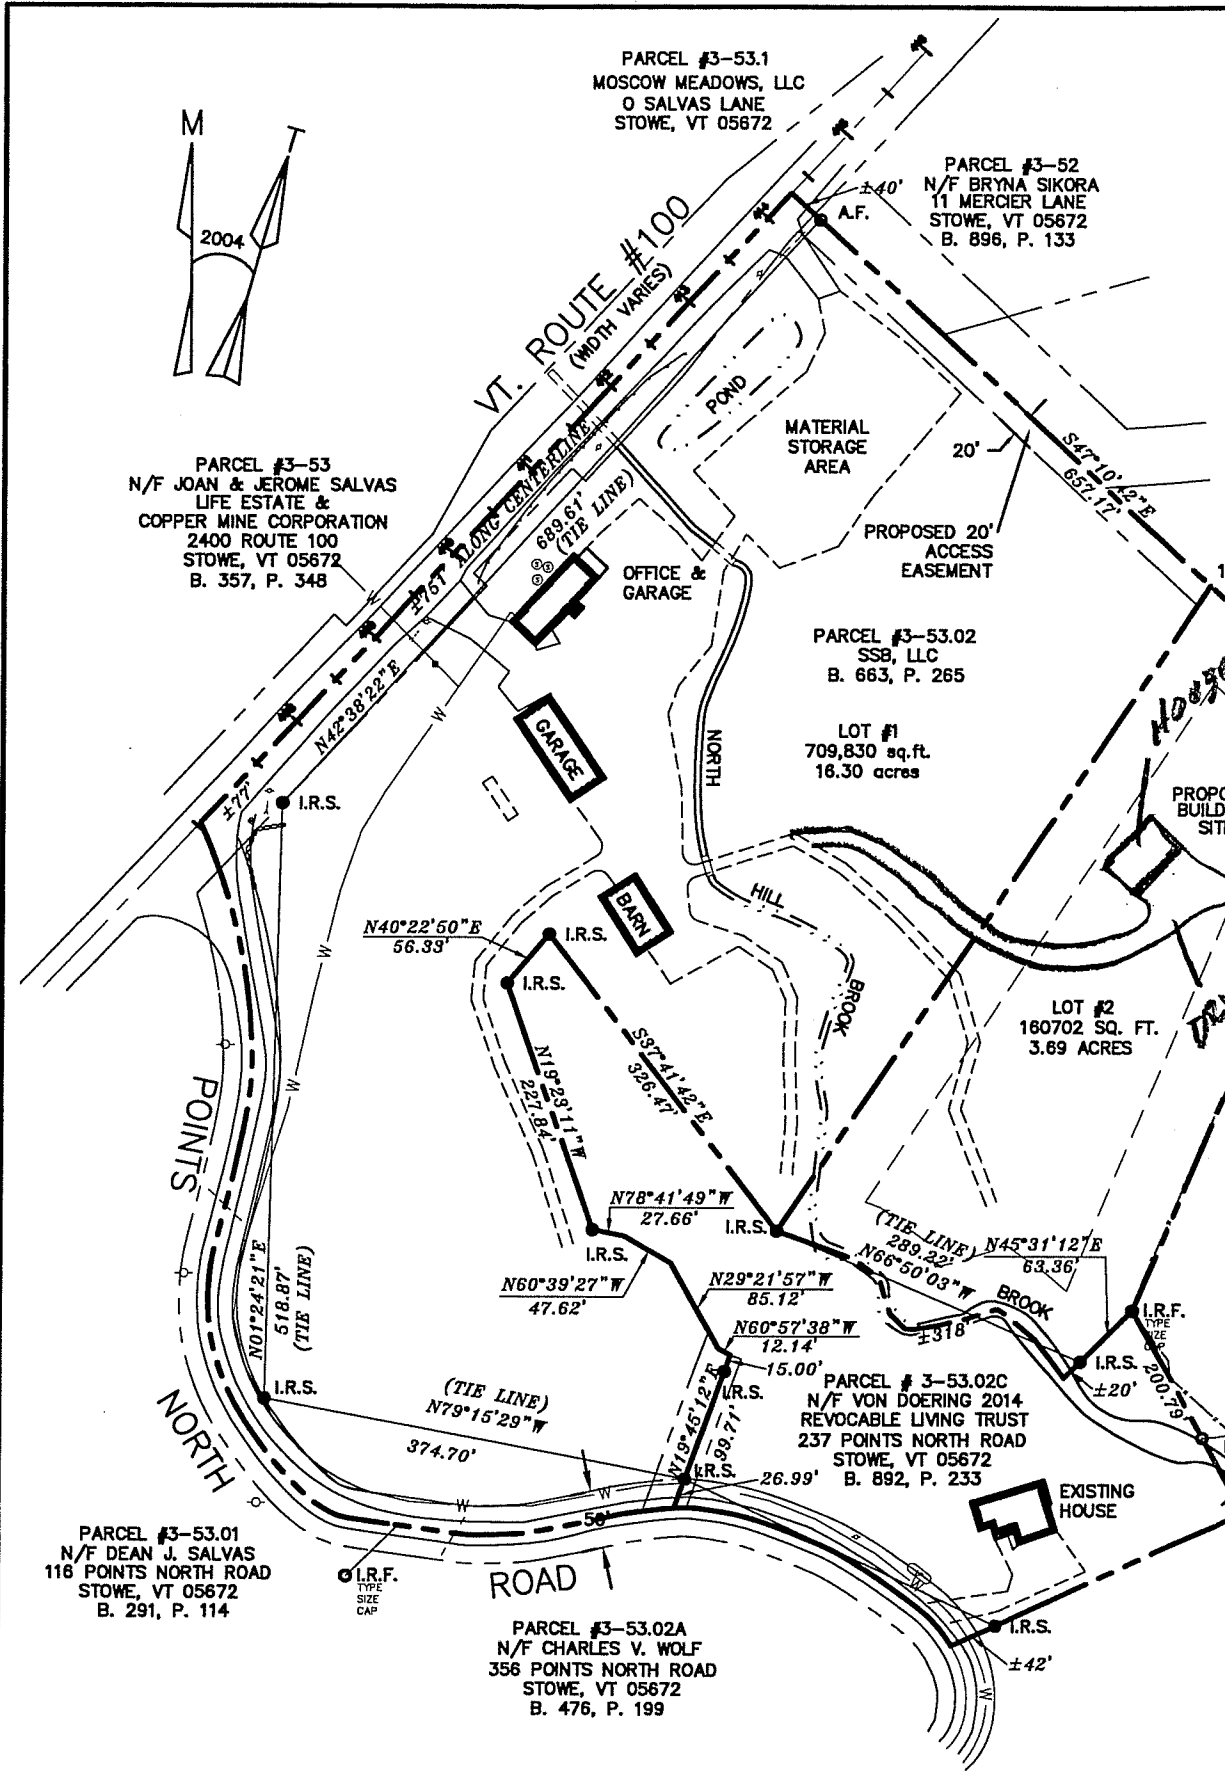 PARCEL #3-53.1
MOSCOW MEADOWS, LLC
0 SALVAS LANE
STOWE, VT 05672
M
T
2004
PARCEL #3-52
N/F BRYNA SIKORA
11 MERCIER LANE
STOWE, VT 05672
B. 896, P. 133
±40'
A.F.
VT. ROUTE #100
(WIDTH VARIES)
POND
MATERIAL
STORAGE
AREA
20'
S47°10'42"E
657.17'
PROPOSED 20'
ACCESS
EASEMENT
PARCEL #3-53
N/F JOAN & JEROME SALVAS
LIFE ESTATE &
COPPER MINE CORPORATION
2400 ROUTE 100
STOWE, VT 05672
B. 357, P. 348
±751' ALONG CENTERLINE
689.61'
(TIE LINE)
N42°38'22"E
OFFICE &
GARAGE
PARCEL #3-53.02
SSB, LLC
B. 663, P. 265
LOT #1
709,830 sq.ft.
16.30 acres
W
W
GARAGE
NORTH
±77'
I.R.S.
HILL
BARN
BROOK
N40°22'50"E
56.33'
I.R.S.
I.R.S.
W
W
LOT #2
160702 SQ. FT.
3.69 ACRES
S37°41'42"E
326.47'
N19°23'11"W
227.84'
POINTS
N78°41'49"W
27.66'
I.R.S.
I.R.S.
(TIE LINE)
289.22'
N66°50'03"W
N45°31'12"E
63.36'
N60°39'27"W
47.62'
N29°21'57"W
85.12'
BROOK
±318'
I.R.F.
TYPE
SIZE
CAP
N60°57'38"W
12.14'
15.00'
I.R.S.
I.R.S.
±20'
200.79'
N01°24'21"E
518.87'
(TIE LINE)
I.R.S.
(TIE LINE)
N79°15'29"W
374.70'
N19°45'12"E
99.71'
PARCEL # 3-53.02C
N/F VON DOERING 2014
REVOCABLE LIVING TRUST
237 POINTS NORTH ROAD
STOWE, VT 05672
B. 892, P. 233
NORTH
I.R.S.
26.99'
W
W
50'
EXISTING
HOUSE
PARCEL #3-53.01
N/F DEAN J. SALVAS
116 POINTS NORTH ROAD
STOWE, VT 05672
B. 291, P. 114
I.R.F.
TYPE
SIZE
CAP
ROAD
W
I.R.S.
±42'
W
PARCEL #3-53.02A
N/F CHARLES V. WOLF
356 POINTS NORTH ROAD
STOWE, VT 05672
B. 476, P. 199